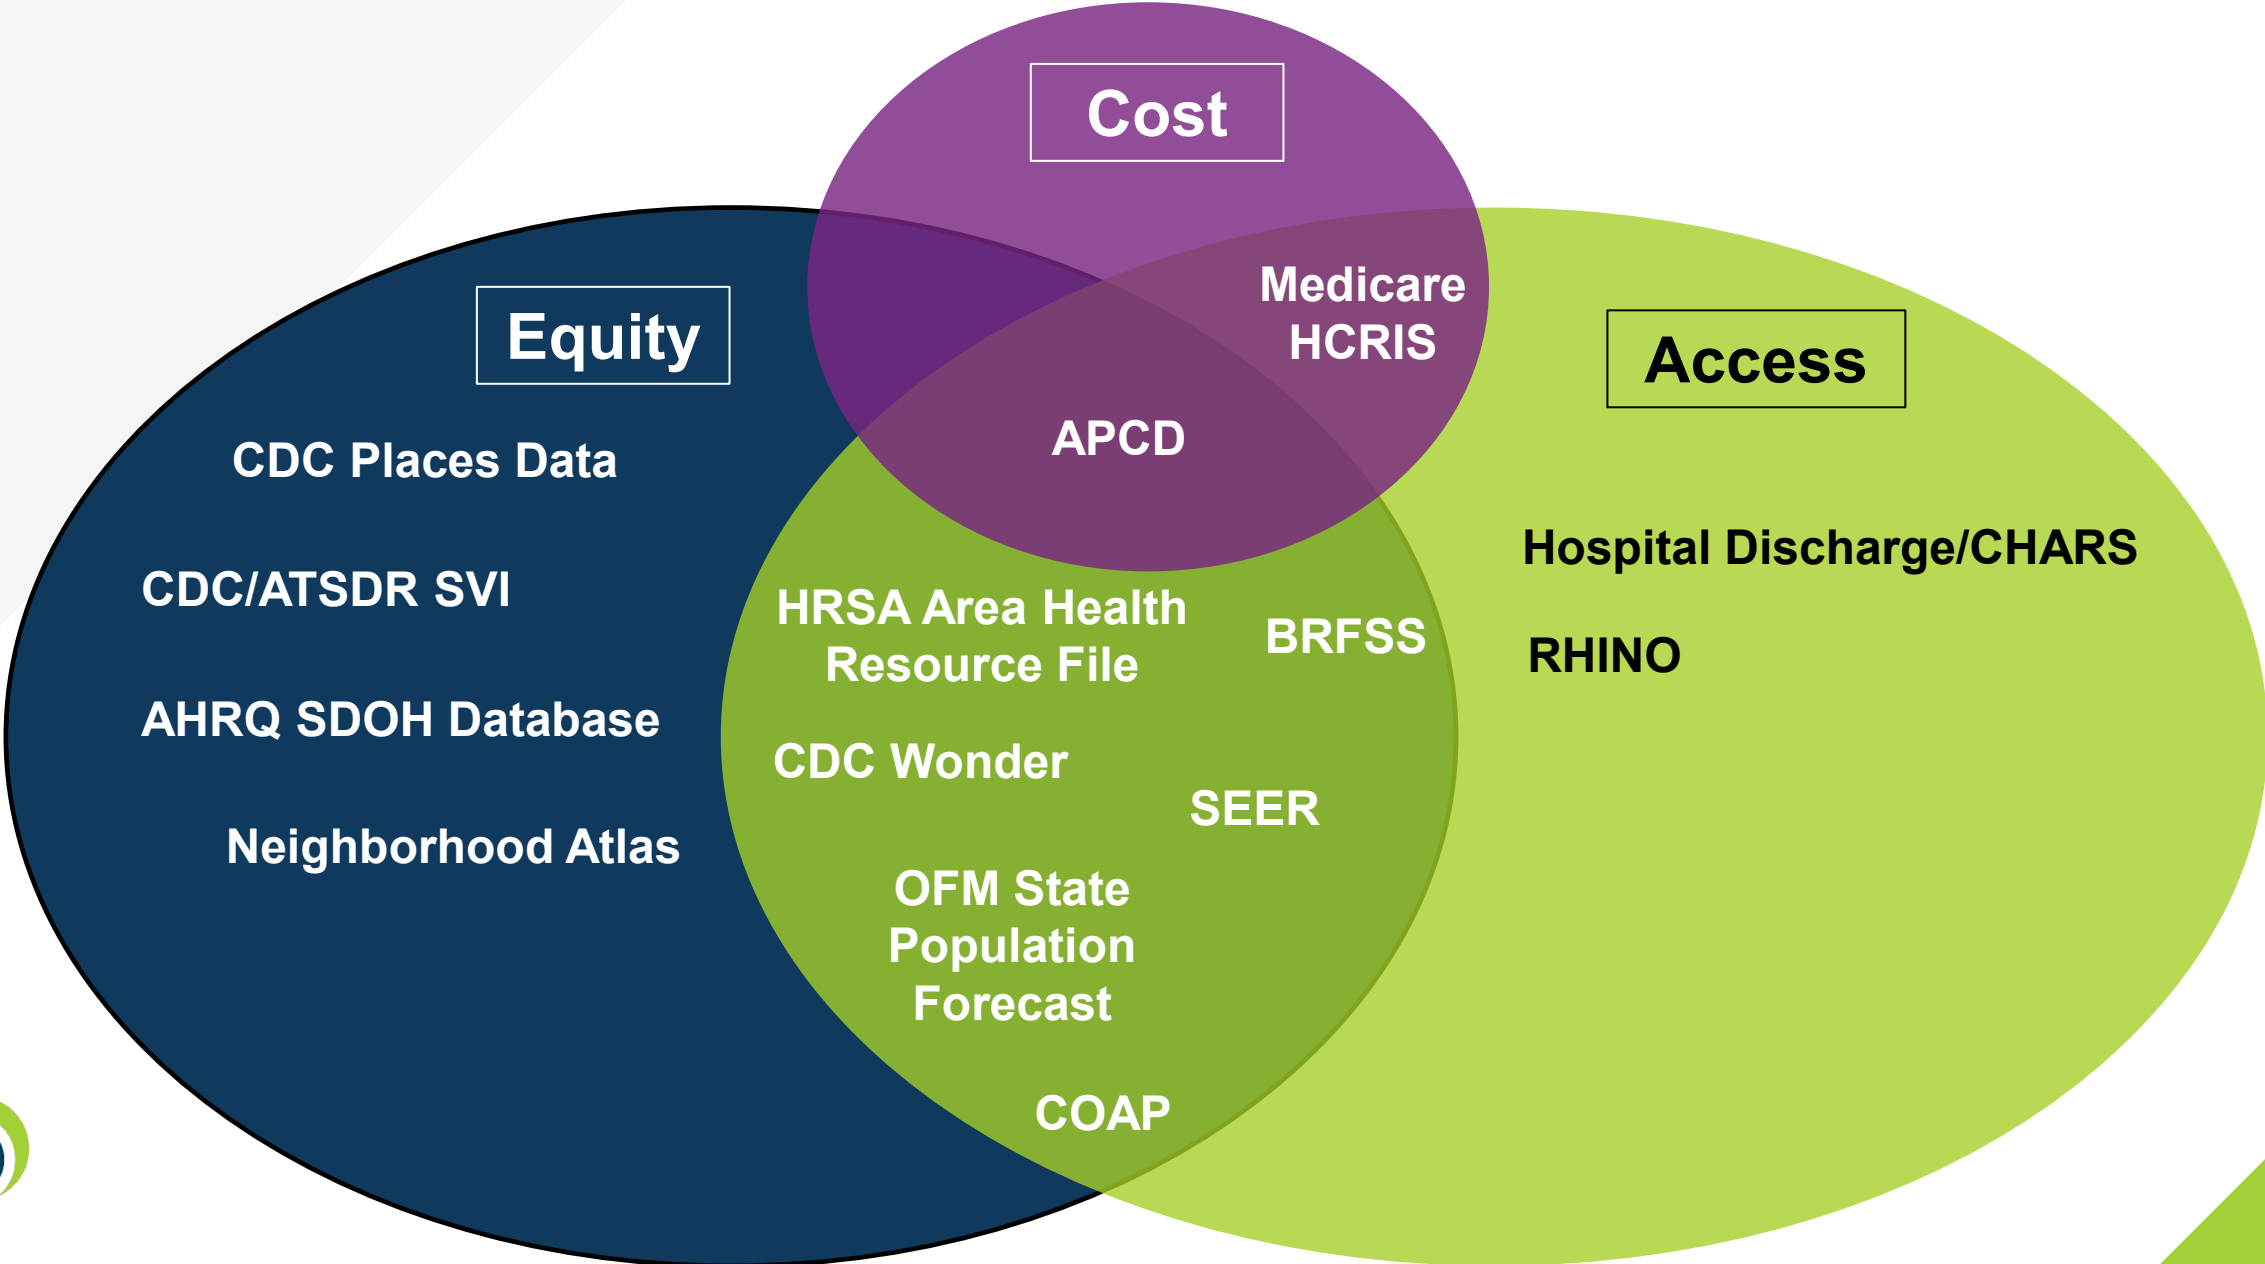 Cost
Equity
Medicare
HCRIS
Access
APCD
CDC Places Data
CDC/ATSDR SVI
AHRQ SDOH Database
Neighborhood Atlas
HRSA Area Health
Resource File
BRFSS
CDC Wonder
SEER
OFM State
Population
Forecast
COAP
Hospital Discharge/CHARS
RHINO